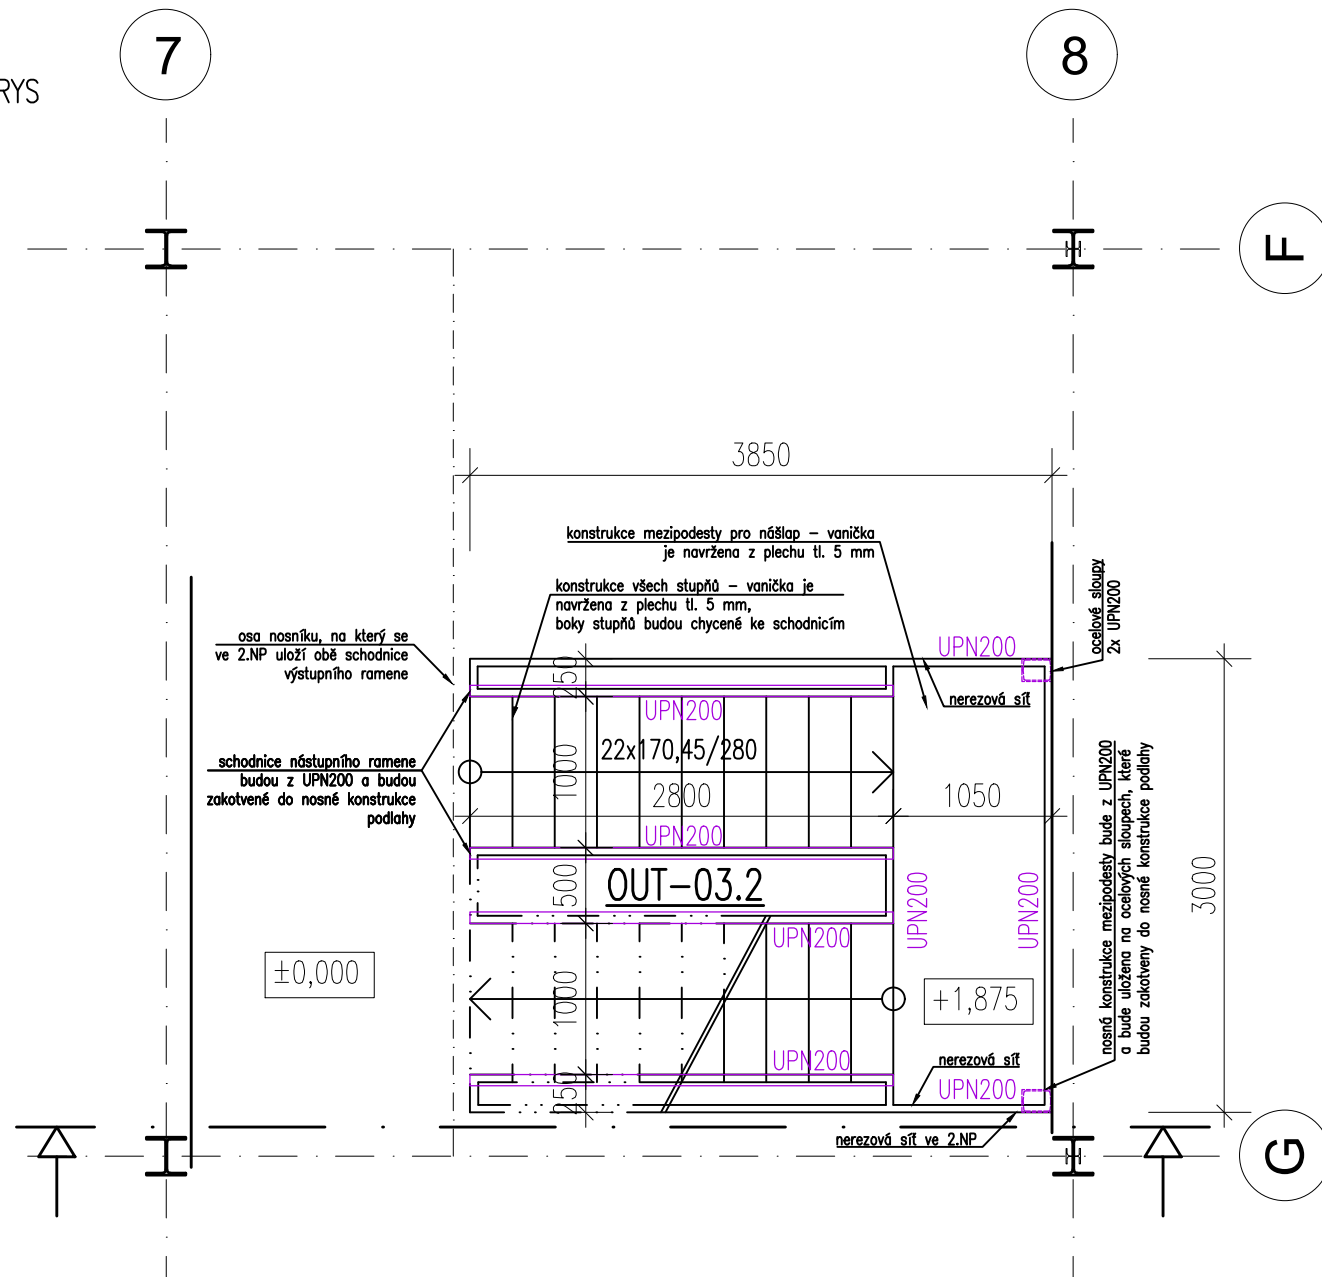 7
8
RYS
F
3850
konstrukce mezipodesty pro nášlap – vanička
je navržena z plechu tl. 5 mm
konstrukce všech stupňů – vanička je
navržena z plechu tl. 5 mm,
boky stupňů budou chycené ke schodnicím
ocelové sloupy
2x UPN200
osa nosníku, na který se
ve 2.NP uloží obě schodnice
výstupního ramene
UPN200
250
nerezová síť
UPN200
22x170,45/280
schodnice nástupního ramene
budou z UPN200 a budou
zakotvené do nosné konstrukce
podlahy
1000
2800
1050
UPN200
nosná konstrukce mezipodesty bude z UPN200
a bude uložena na ocelových sloupech, které
budou zakotveny do nosné konstrukce podlahy
3000
500
OUT-03.2
UPN200
UPN200
UPN200
±0,000
1000
+1,875
UPN200
nerezová síť
250
UPN200
nerezová síť ve 2.NP
G